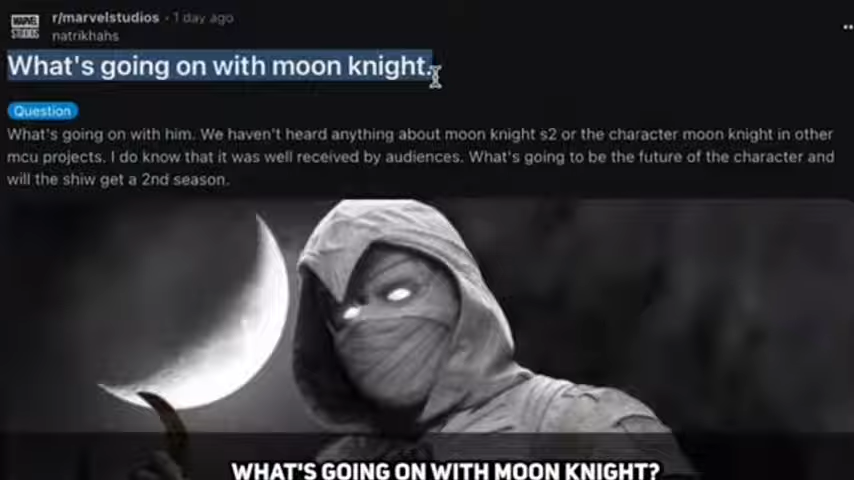 MARVEL
STUDIOS
r/marvelstudios · 1 day ago
natrikhahs
What's going on with moon knight.
Question
What's going on with him. We haven't heard anything about moon knight s2 or the character moon knight in other
mcu projects. I do know that it was well received by audiences. What's going to be the future of the character and
will the shiw get a 2nd season.
WHAT'S GOING ON WITH MOON KNIGHT?